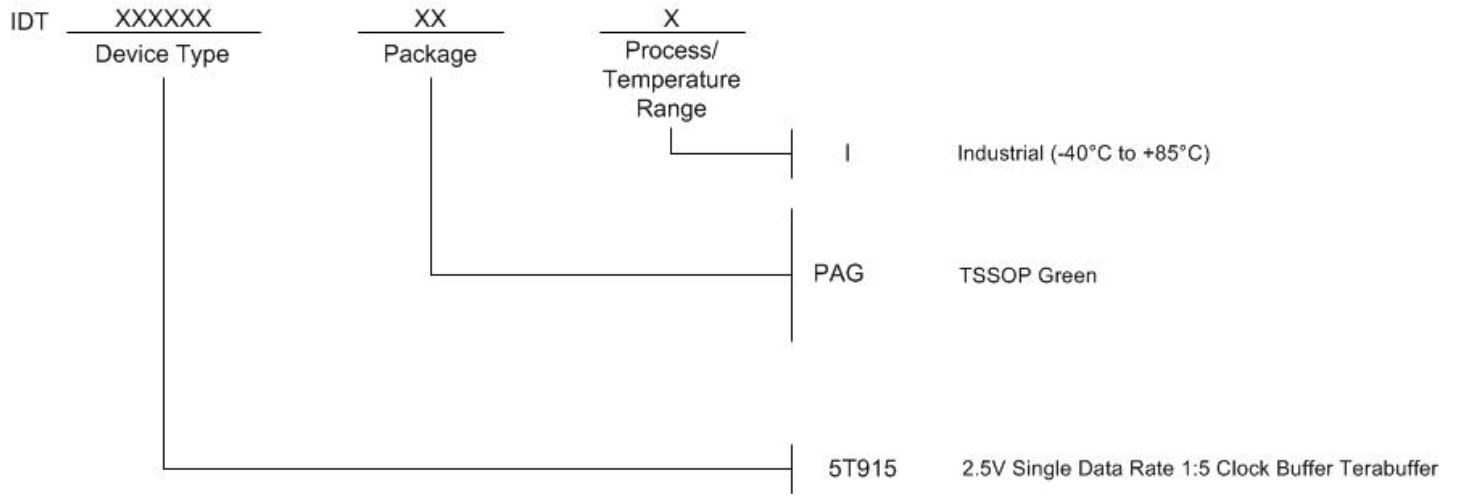 IDT XXXXXX XX X
Device Type Package Process/
Temperature
Range
I Industrial (-40°C to +85°C)
PAG TSSOP Green
5T915 2.5V Single Data Rate 1:5 Clock Buffer Terabuffer